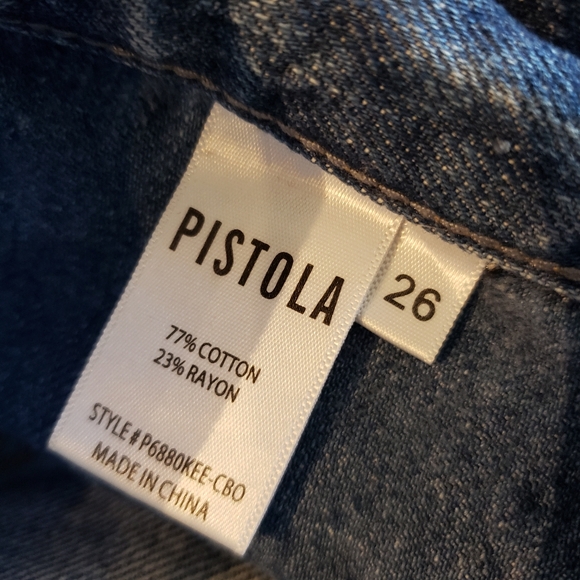 PISTOLA
26
77% COTTON
23% RAYON
STYLE # P6880KEE-CBO
MADE IN CHINA